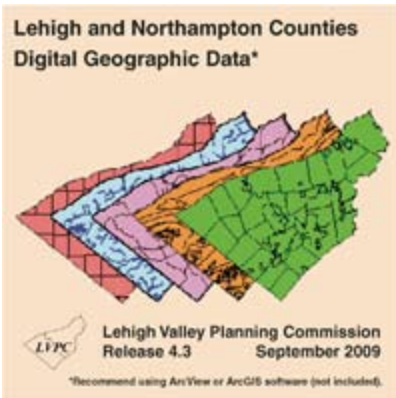 Lehigh and Northampton Counties
Digital Geographic Data*
LVPC
Lehigh Valley Planning Commission
Release 4.3 September 2009
*Recommend using ArcView or ArcGIS software (not included).